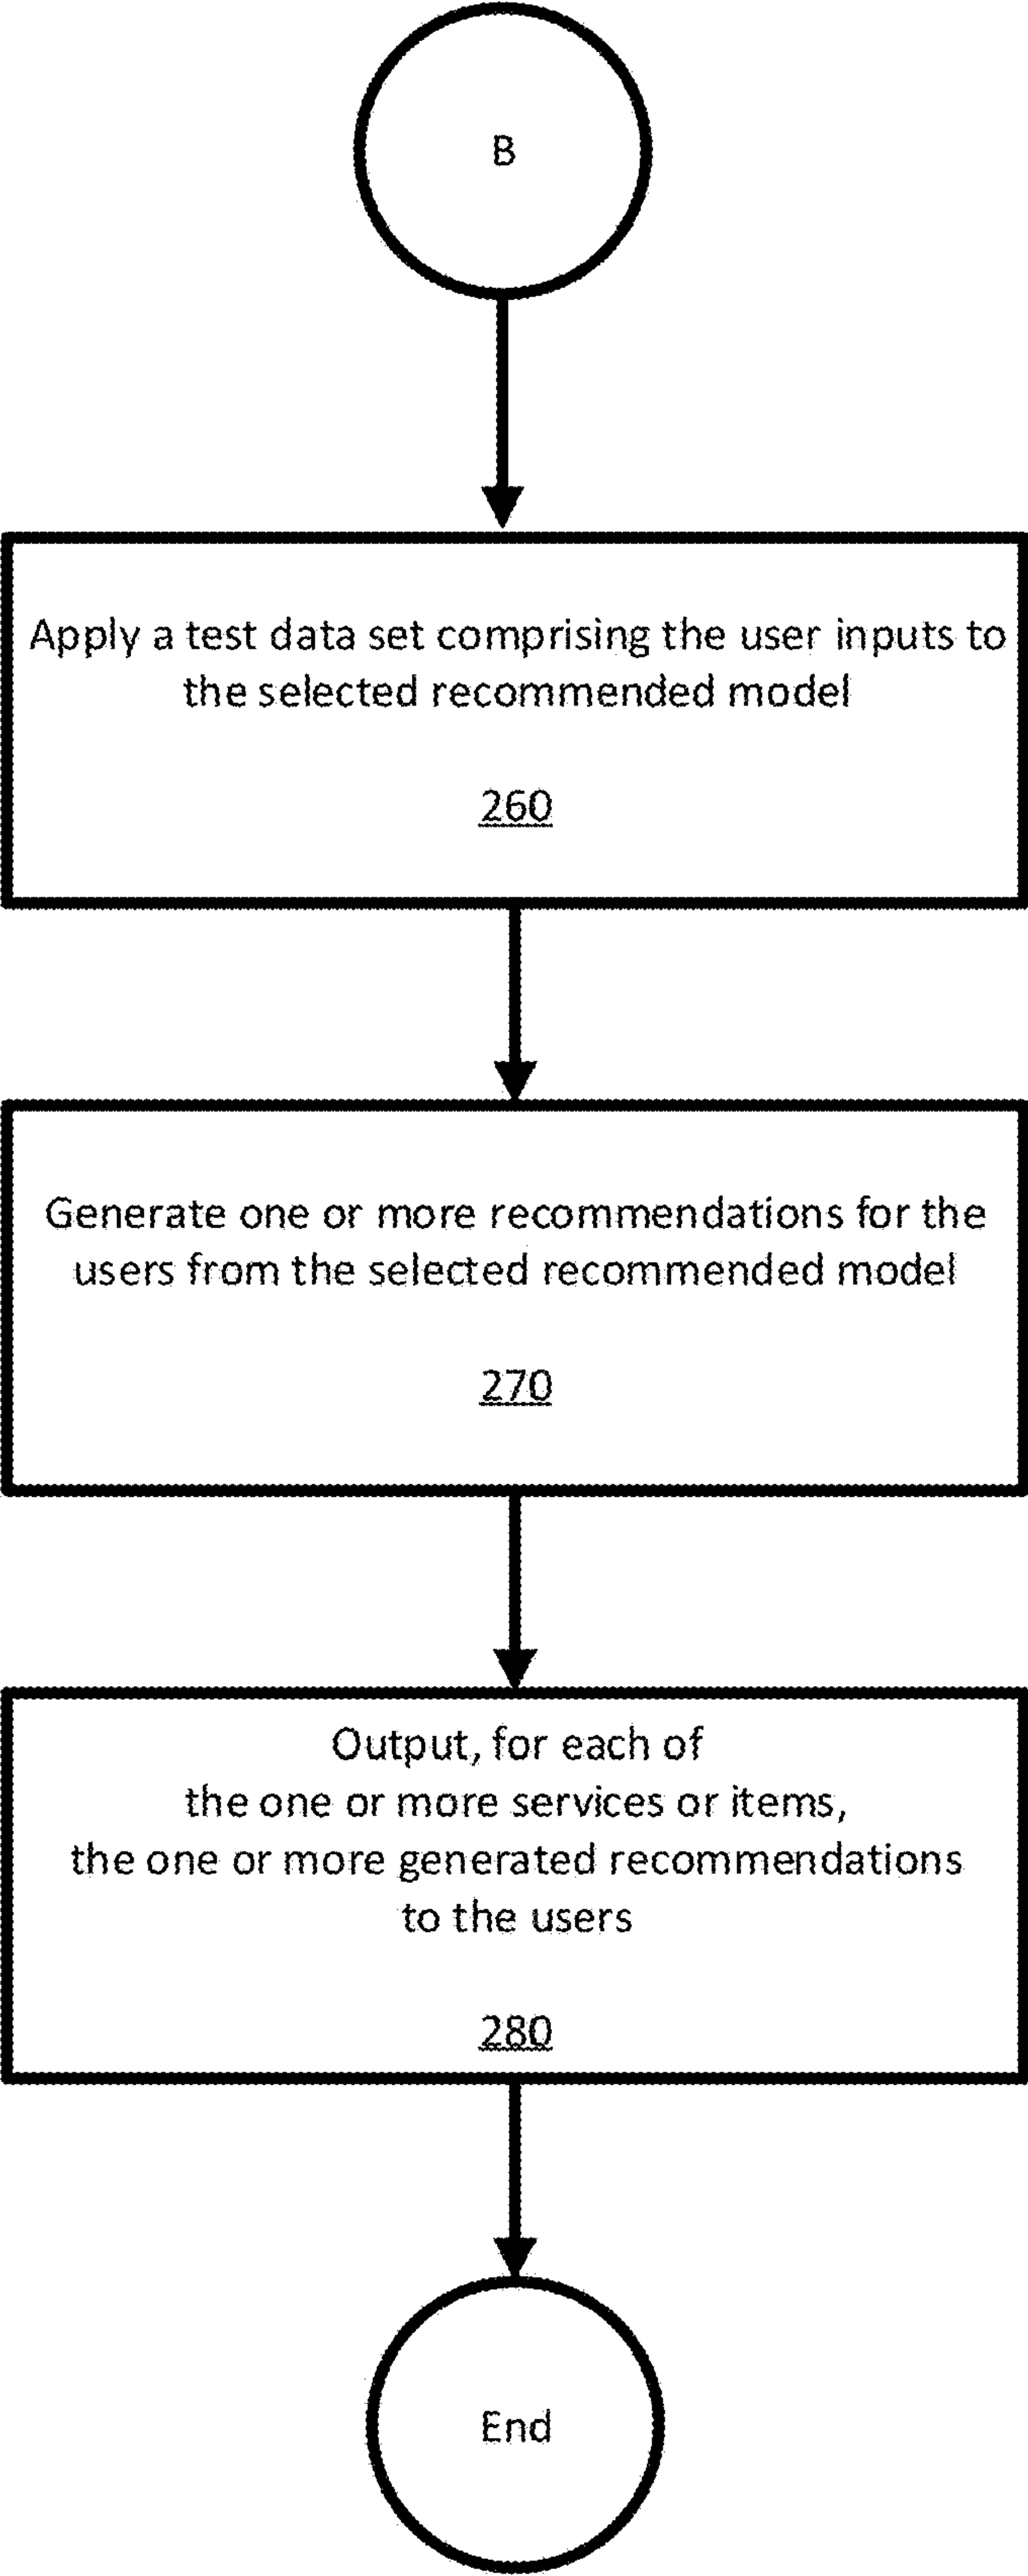 B
Apply a test data set comprising the user inputs to
the selected recommended model
260
Generate one or more recommendations for the
users from the selected recommended model
270
Output, for each of
the one or more services or items,
the one or more generated recommendations
to the users
280
End